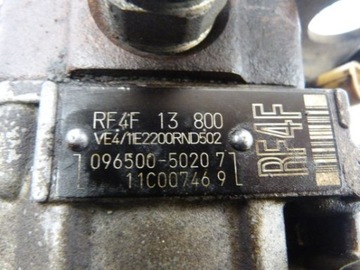 RF4F 13 800
VE4/11E2200RND502
096500-5020 7
11C00746 9
RF4F